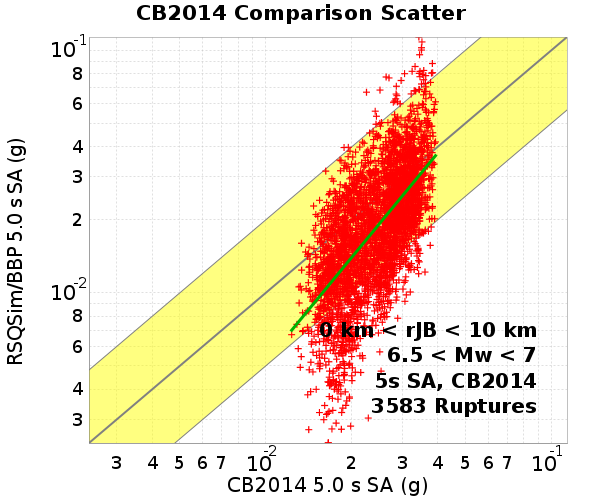 CB2014 Comparison Scatter
RSQSim/BBP 5.0 s SA (g)
10-1
8
6
4
3
2
10-2
8
6
4
3
0 km < rJB < 10 km
6.5 < Mw < 7
5s SA, CB2014
3583 Ruptures
3 4 5 6 7 10-2 2 3 4 5 6 7 10-1
CB2014 5.0 s SA (g)